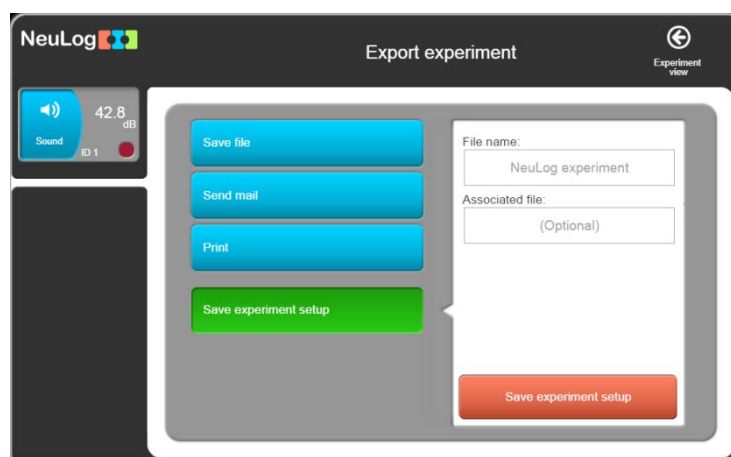 NeuLog
Export experiment
Experiment
view
42.8
dB
Sound
ID 1
Save file
Send mail
Print
Save experiment setup
File name:
NeuLog experiment
Associated file:
(Optional)
Save experiment setup